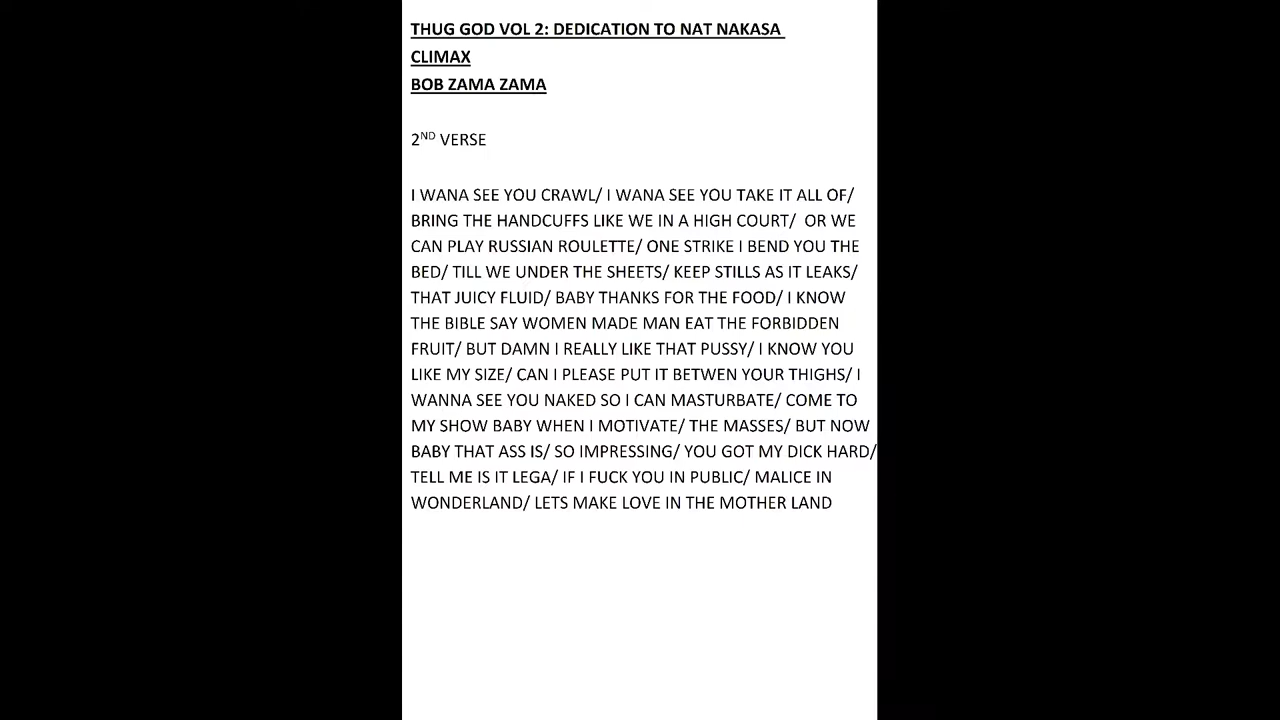 THUG GOD VOL 2: DEDICATION TO NAT NAKASA
CLIMAX
BOB ZAMA ZAMA
2ND VERSE
I WANA SEE YOU CRAWL/ I WANA SEE YOU TAKE IT ALL OF/
BRING THE HANDCUFFS LIKE WE IN A HIGH COURT/ OR WE
CAN PLAY RUSSIAN ROULETTE/ ONE STRIKE I BEND YOU THE
BED/ TILL WE UNDER THE SHEETS/ KEEP STILLS AS IT LEAKS/
THAT JUICY FLUID/ BABY THANKS FOR THE FOOD/ I KNOW
THE BIBLE SAY WOMEN MADE MAN EAT THE FORBIDDEN
FRUIT/ BUT DAMN I REALLY LIKE THAT PUSSY/ I KNOW YOU
LIKE MY SIZE/ CAN I PLEASE PUT IT BETWEN YOUR THIGHS/ I
WANNA SEE YOU NAKED SO I CAN MASTURBATE/ COME TO
MY SHOW BABY WHEN I MOTIVATE/ THE MASSES/ BUT NOW
BABY THAT ASS IS/ SO IMPRESSING/ YOU GOT MY DICK HARD/
TELL ME IS IT LEGA/ IF I FUCK YOU IN PUBLIC/ MALICE IN
WONDERLAND/ LETS MAKE LOVE IN THE MOTHER LAND